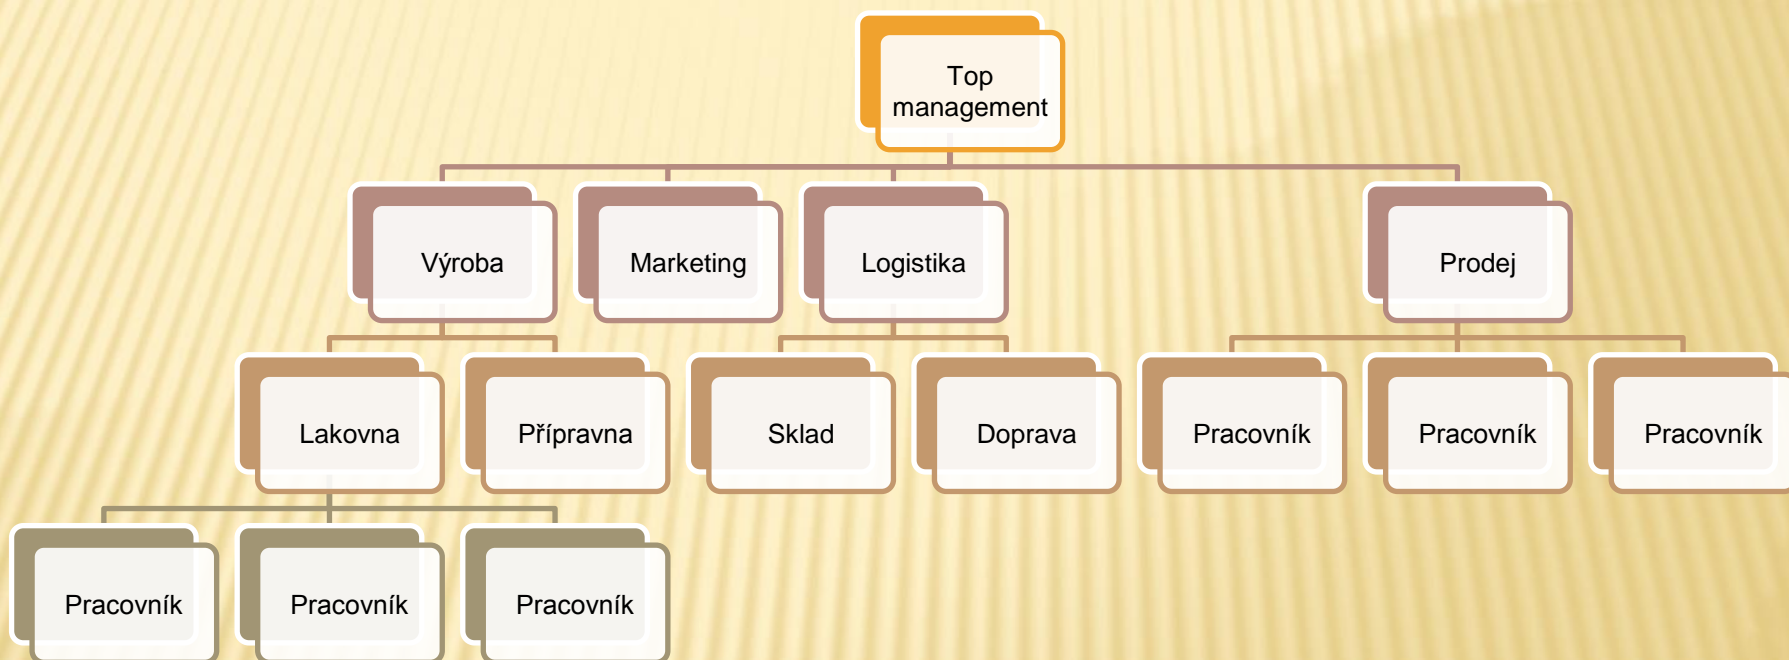 Top
management
Výroba
Marketing
Logistika
Prodej
Lakovna
Přípravna
Sklad
Doprava
Pracovník
Pracovník
Pracovník
Pracovník
Pracovník
Pracovník